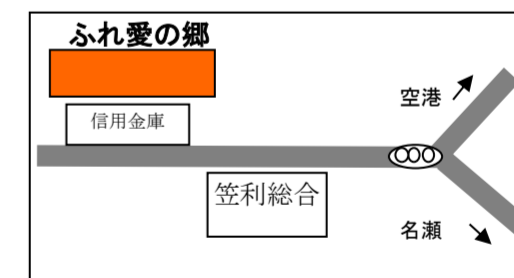 ふれ愛の郷
信用金庫
空港
笠利総合
名瀬